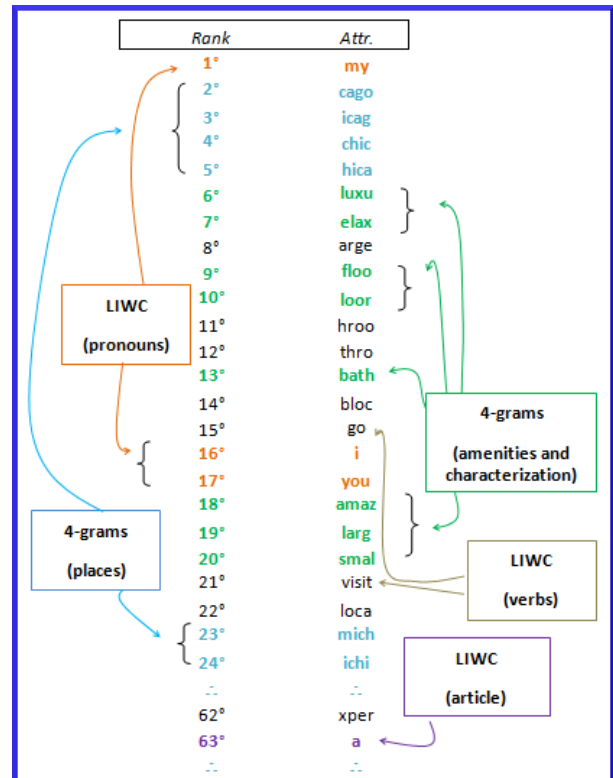 Rank Attr.
1° my
2° cago
3° icag
4° chic
5° hica
6° luxu
7° elax
8° arge
9° floo
10° loor
11° hroo
12° thro
13° bath
14° bloc
15° go
16° i
17° you
18° amaz
19° larg
20° smal
21° visit
22° loca
23° mich
24° ichi
.:. .:.
62° xper
63° a
.:. .:.
LIWC
(pronouns)
4-grams
(places)
4-grams
(amenities and
characterization)
LIWC
(verbs)
LIWC
(article)